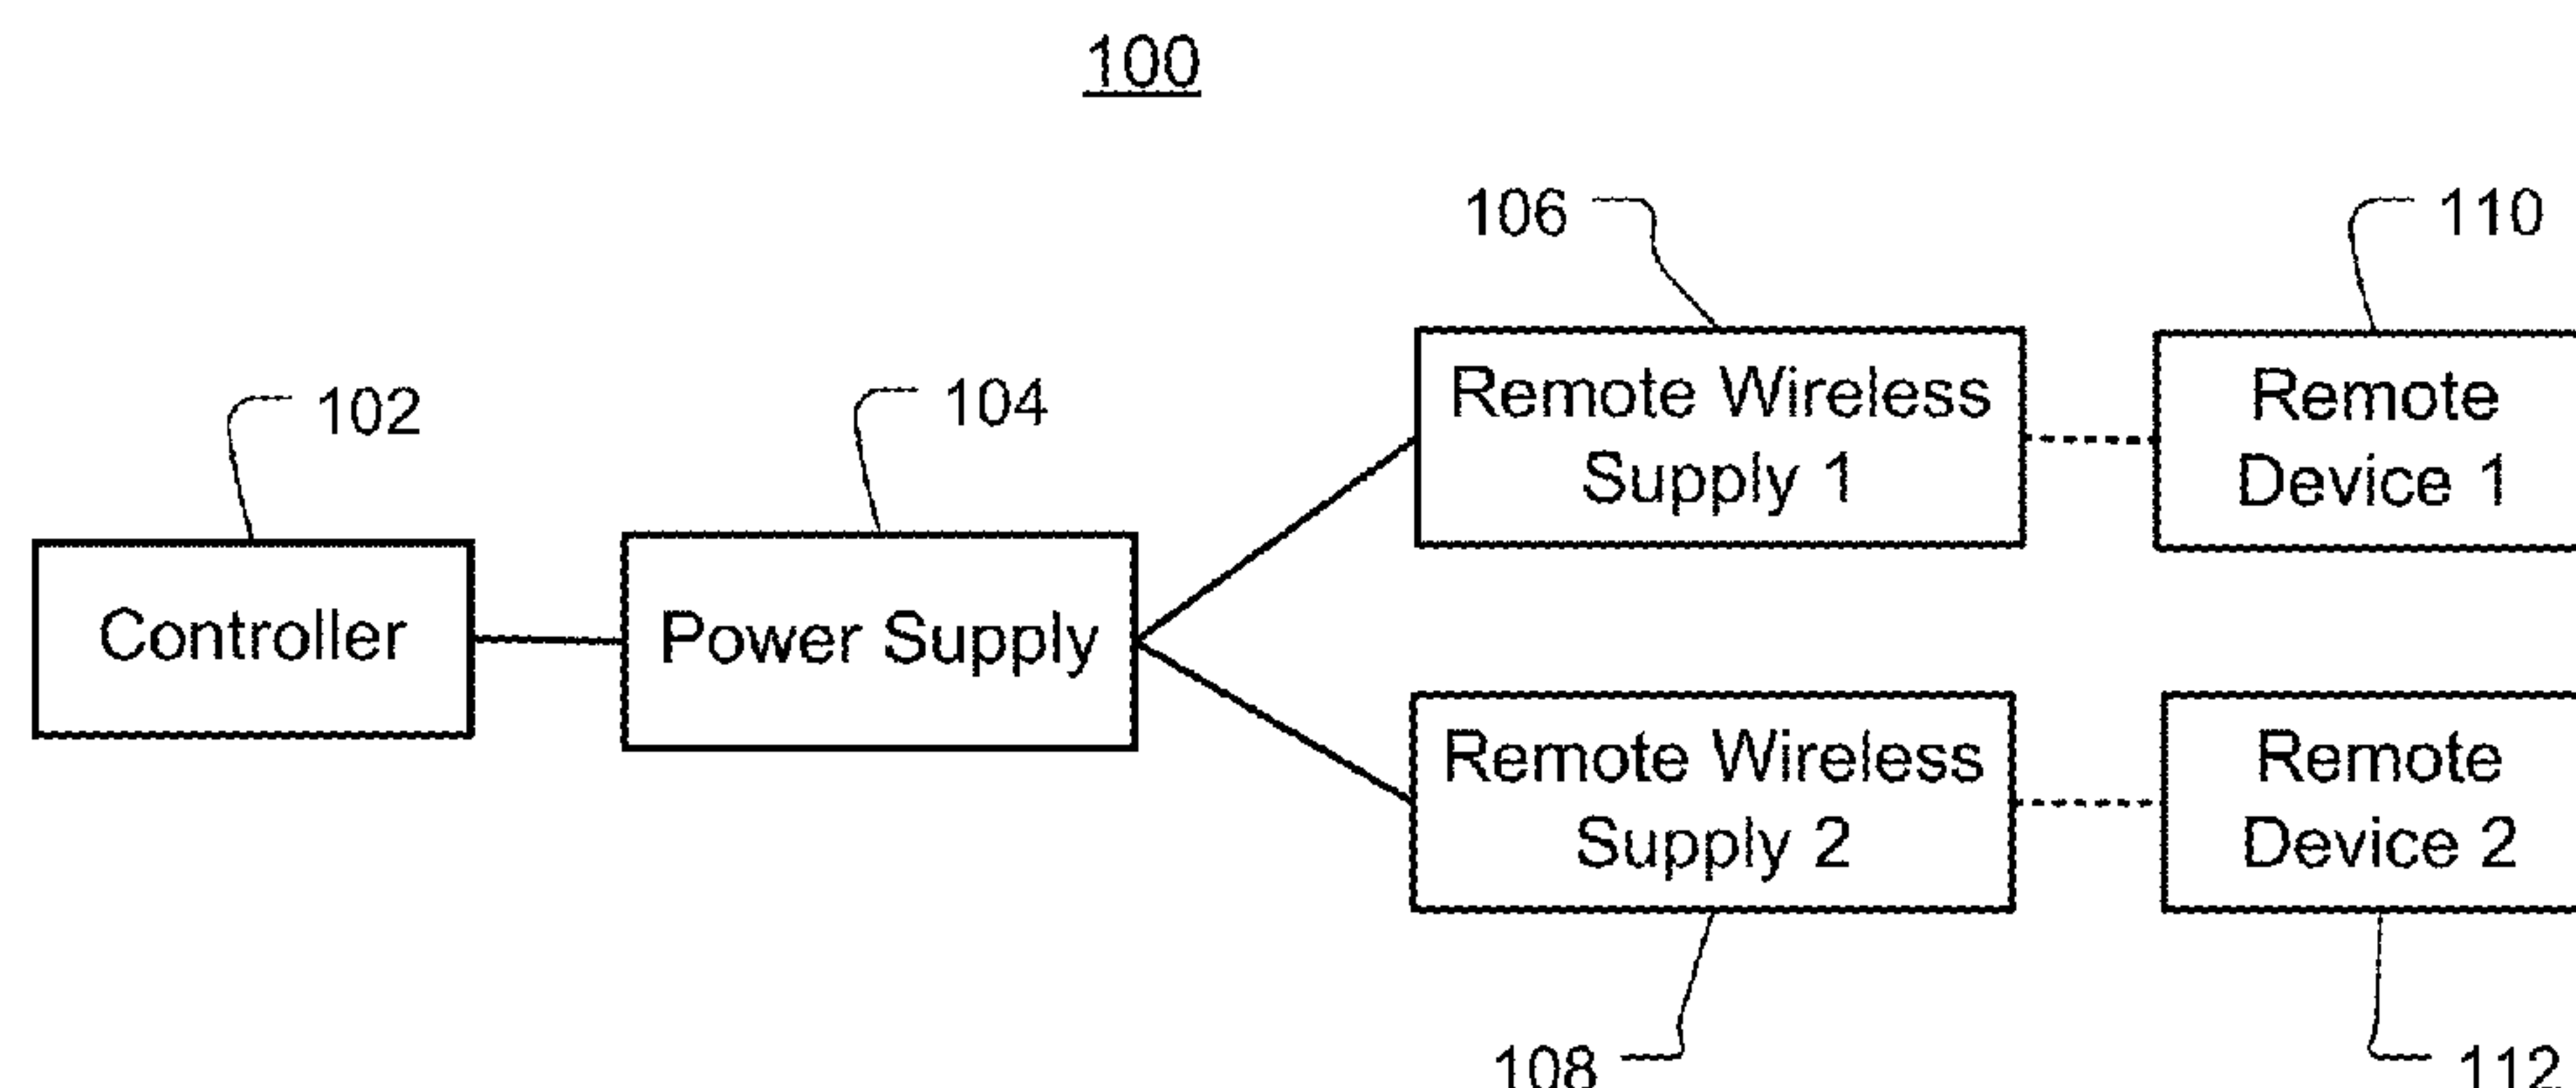 100
106
110
102
104
Remote Wireless
Supply 1
Remote
Device 1
Controller
Power Supply
Remote Wireless
Supply 2
Remote
Device 2
108
112